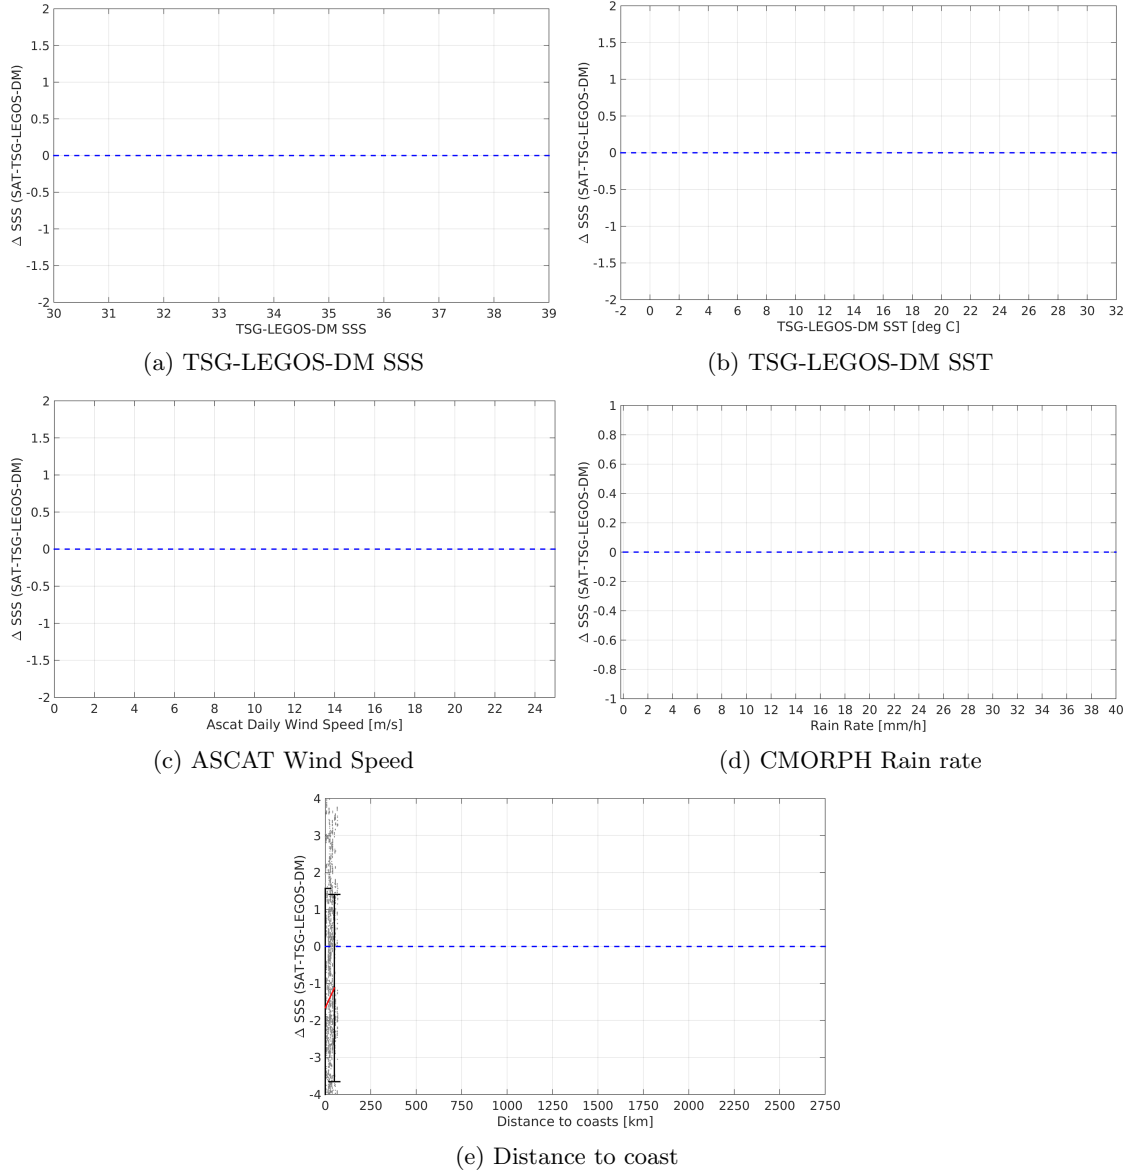 2
1.5
1
0.5
0
-0.5
-1
-1.5
-2
Δ SSS (SAT-TSG-LEGOS-DM)
30 31 32 33 34 35 36 37 38 39
TSG-LEGOS-DM SSS
(a) TSG-LEGOS-DM SSS
2
1.5
1
0.5
0
-0.5
-1
-1.5
-2
Δ SSS (SAT-TSG-LEGOS-DM)
-2 0 2 4 6 8 10 12 14 16 18 20 22 24 26 28 30 32
TSG-LEGOS-DM SST [deg C]
(b) TSG-LEGOS-DM SST
2
1.5
1
0.5
0
-0.5
-1
-1.5
-2
Δ SSS (SAT-TSG-LEGOS-DM)
0 2 4 6 8 10 12 14 16 18 20 22 24
Ascat Daily Wind Speed [m/s]
(c) ASCAT Wind Speed
1
0.8
0.6
0.4
0.2
0
-0.2
-0.4
-0.6
-0.8
-1
Δ SSS (SAT-TSG-LEGOS-DM)
0 2 4 6 8 10 12 14 16 18 20 22 24 26 28 30 32 34 36 38 40
Rain Rate [mm/h]
(d) CMORPH Rain rate
4
3
2
1
0
-1
-2
-3
-4
Δ SSS (SAT-TSG-LEGOS-DM)
0 250 500 750 1000 1250 1500 1750 2000 2250 2500 2750
Distance to coasts [km]
(e) Distance to coast